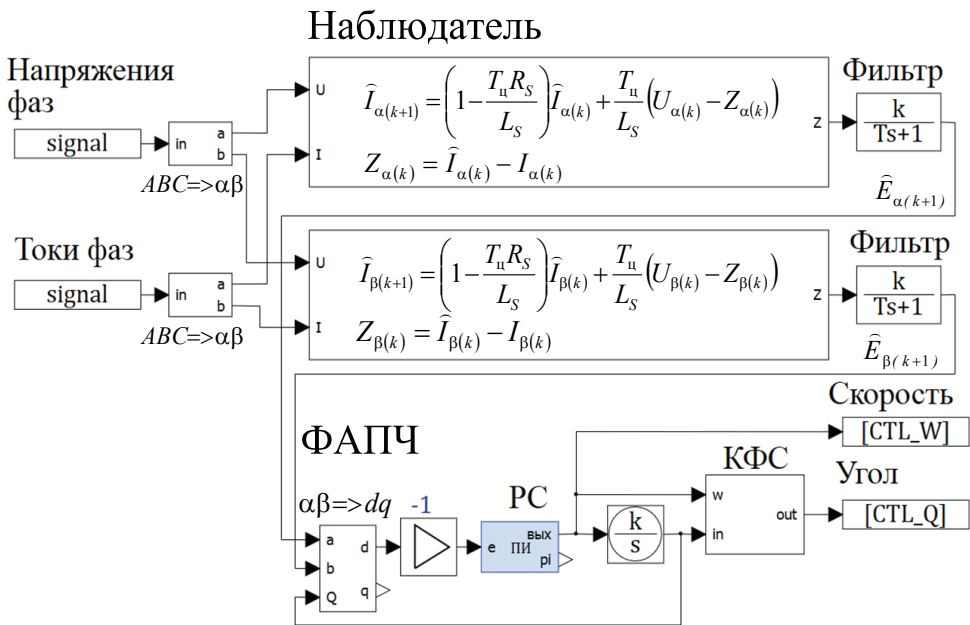 Наблюдатель
Напряжения
фаз
signal
in
a
b
ABC=>αβ
U
I
Î_α(k+1) = (1 − T_ц R_S / L_S) Î_α(k) + T_ц / L_S (U_α(k) − Z_α(k))
Z_α(k) = Î_α(k) − I_α(k)
z
Фильтр
k
Ts+1
Ê_α(k+1)
Токи фаз
signal
in
a
b
ABC=>αβ
U
I
Î_β(k+1) = (1 − T_ц R_S / L_S) Î_β(k) + T_ц / L_S (U_β(k) − Z_β(k))
Z_β(k) = Î_β(k) − I_β(k)
z
Фильтр
k
Ts+1
Ê_β(k+1)
ФАПЧ
αβ=>dq
a
b
Q
d
q
-1
РС
e
ПИ
вых
pi
k
s
КФС
w
in
out
Скорость
[CTL_W]
Угол
[CTL_Q]